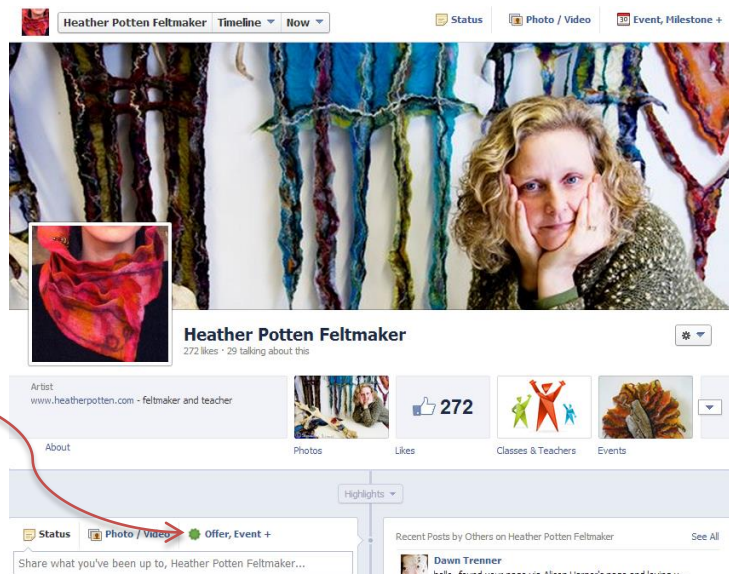 Heather Potten Feltmaker Timeline Now Status Photo / Video 30 Event, Milestone +
Heather Potten Feltmaker
272 likes · 29 talking about this
Artist
www.heatherpotten.com - feltmaker and teacher
272
About
Photos Likes Classes & Teachers Events
Highlights
Status Photo / Video Offer, Event +
Share what you've been up to, Heather Potten Feltmaker...
Recent Posts by Others on Heather Potten Feltmaker See All
Dawn Trenner